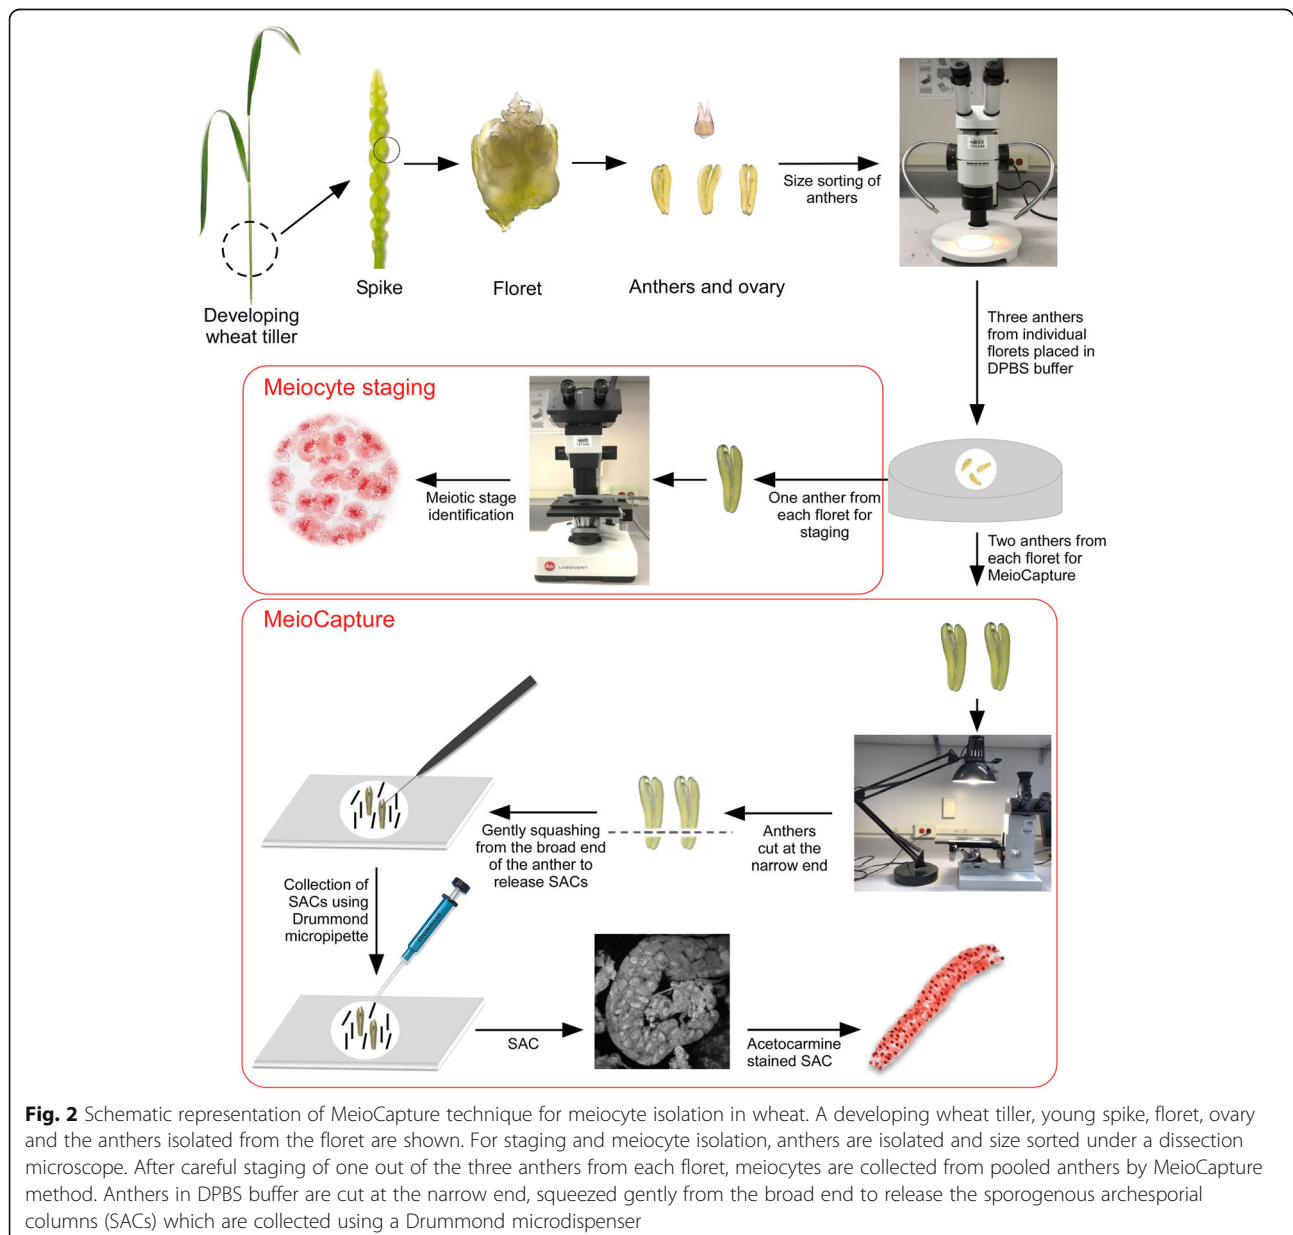 Spike
Floret
Anthers and ovary
Size sorting of
anthers
Developing
wheat tiller
Three anthers
from individual
florets placed in
DPBS buffer
Meiocyte staging
Meiotic stage
identification
One anther from
each floret for
staging
LABOVERY
Two anthers from
each floret for
MeioCapture
MeioCapture
Anthers
cut at the
narrow end
Gently squashing
from the broad end
of the anther to
release SACs
Collection of
SACs using
Drummond
micropipette
Drummond
SAC
Acetocarmine
stained SAC
Fig. 2 Schematic representation of MeioCapture technique for meiocyte isolation in wheat. A developing wheat tiller, young spike, floret, ovary
and the anthers isolated from the floret are shown. For staging and meiocyte isolation, anthers are isolated and size sorted under a dissection
microscope. After careful staging of one out of the three anthers from each floret, meiocytes are collected from pooled anthers by MeioCapture
method. Anthers in DPBS buffer are cut at the narrow end, squeezed gently from the broad end to release the sporogenous archesporial
columns (SACs) which are collected using a Drummond microdispenser